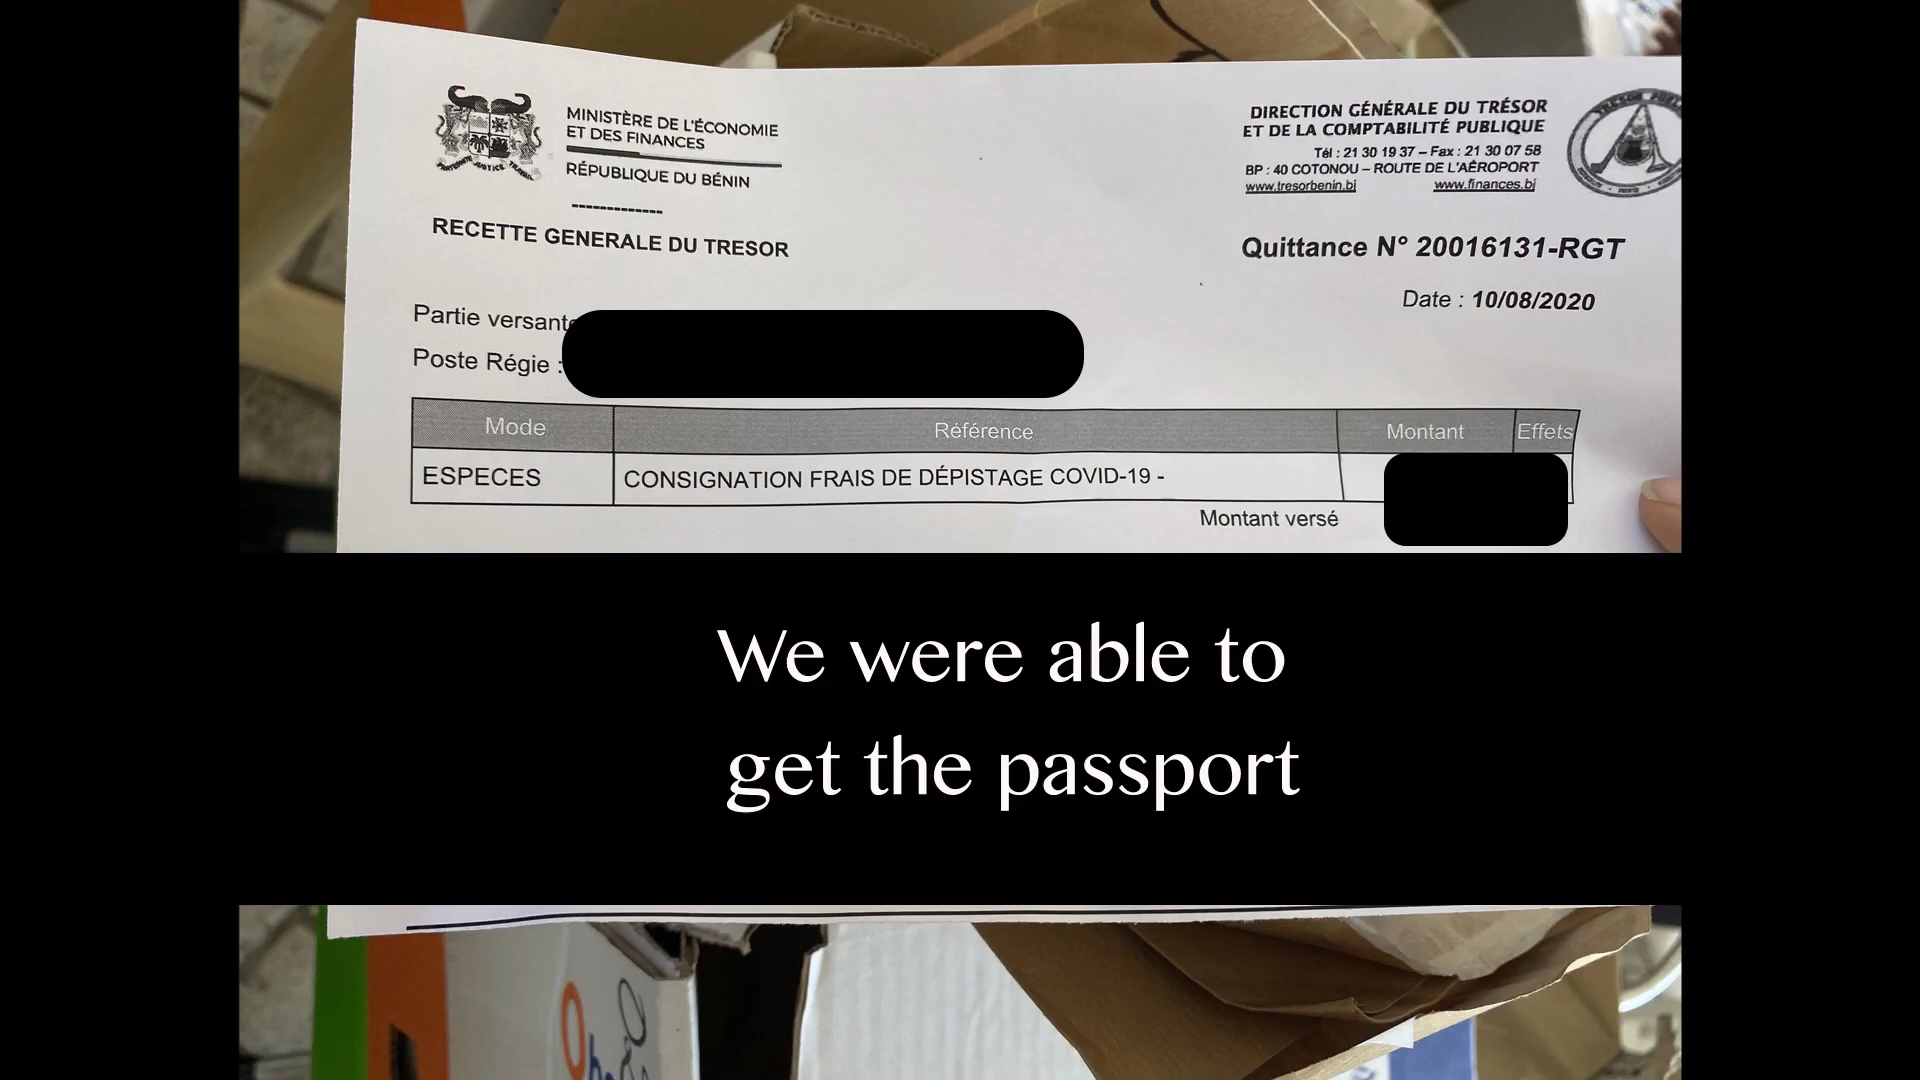 MINISTÈRE DE L'ÉCONOMIE
ET DES FINANCES
RÉPUBLIQUE DU BÉNIN
-------------
RECETTE GENERALE DU TRESOR
DIRECTION GÉNÉRALE DU TRÉSOR
ET DE LA COMPTABILITÉ PUBLIQUE
Tél : 21 30 19 37 – Fax : 21 30 07 58
BP : 40 COTONOU – ROUTE DE L'AÊROPORT
www.tresorbenin.bj www.finances.bj
Quittance N° 20016131-RGT
Date : 10/08/2020
Partie versante
Poste Régie :
Mode Référence Montant Effets
ESPECES CONSIGNATION FRAIS DE DÉPISTAGE COVID-19 -
Montant versé
We were able to
get the passport